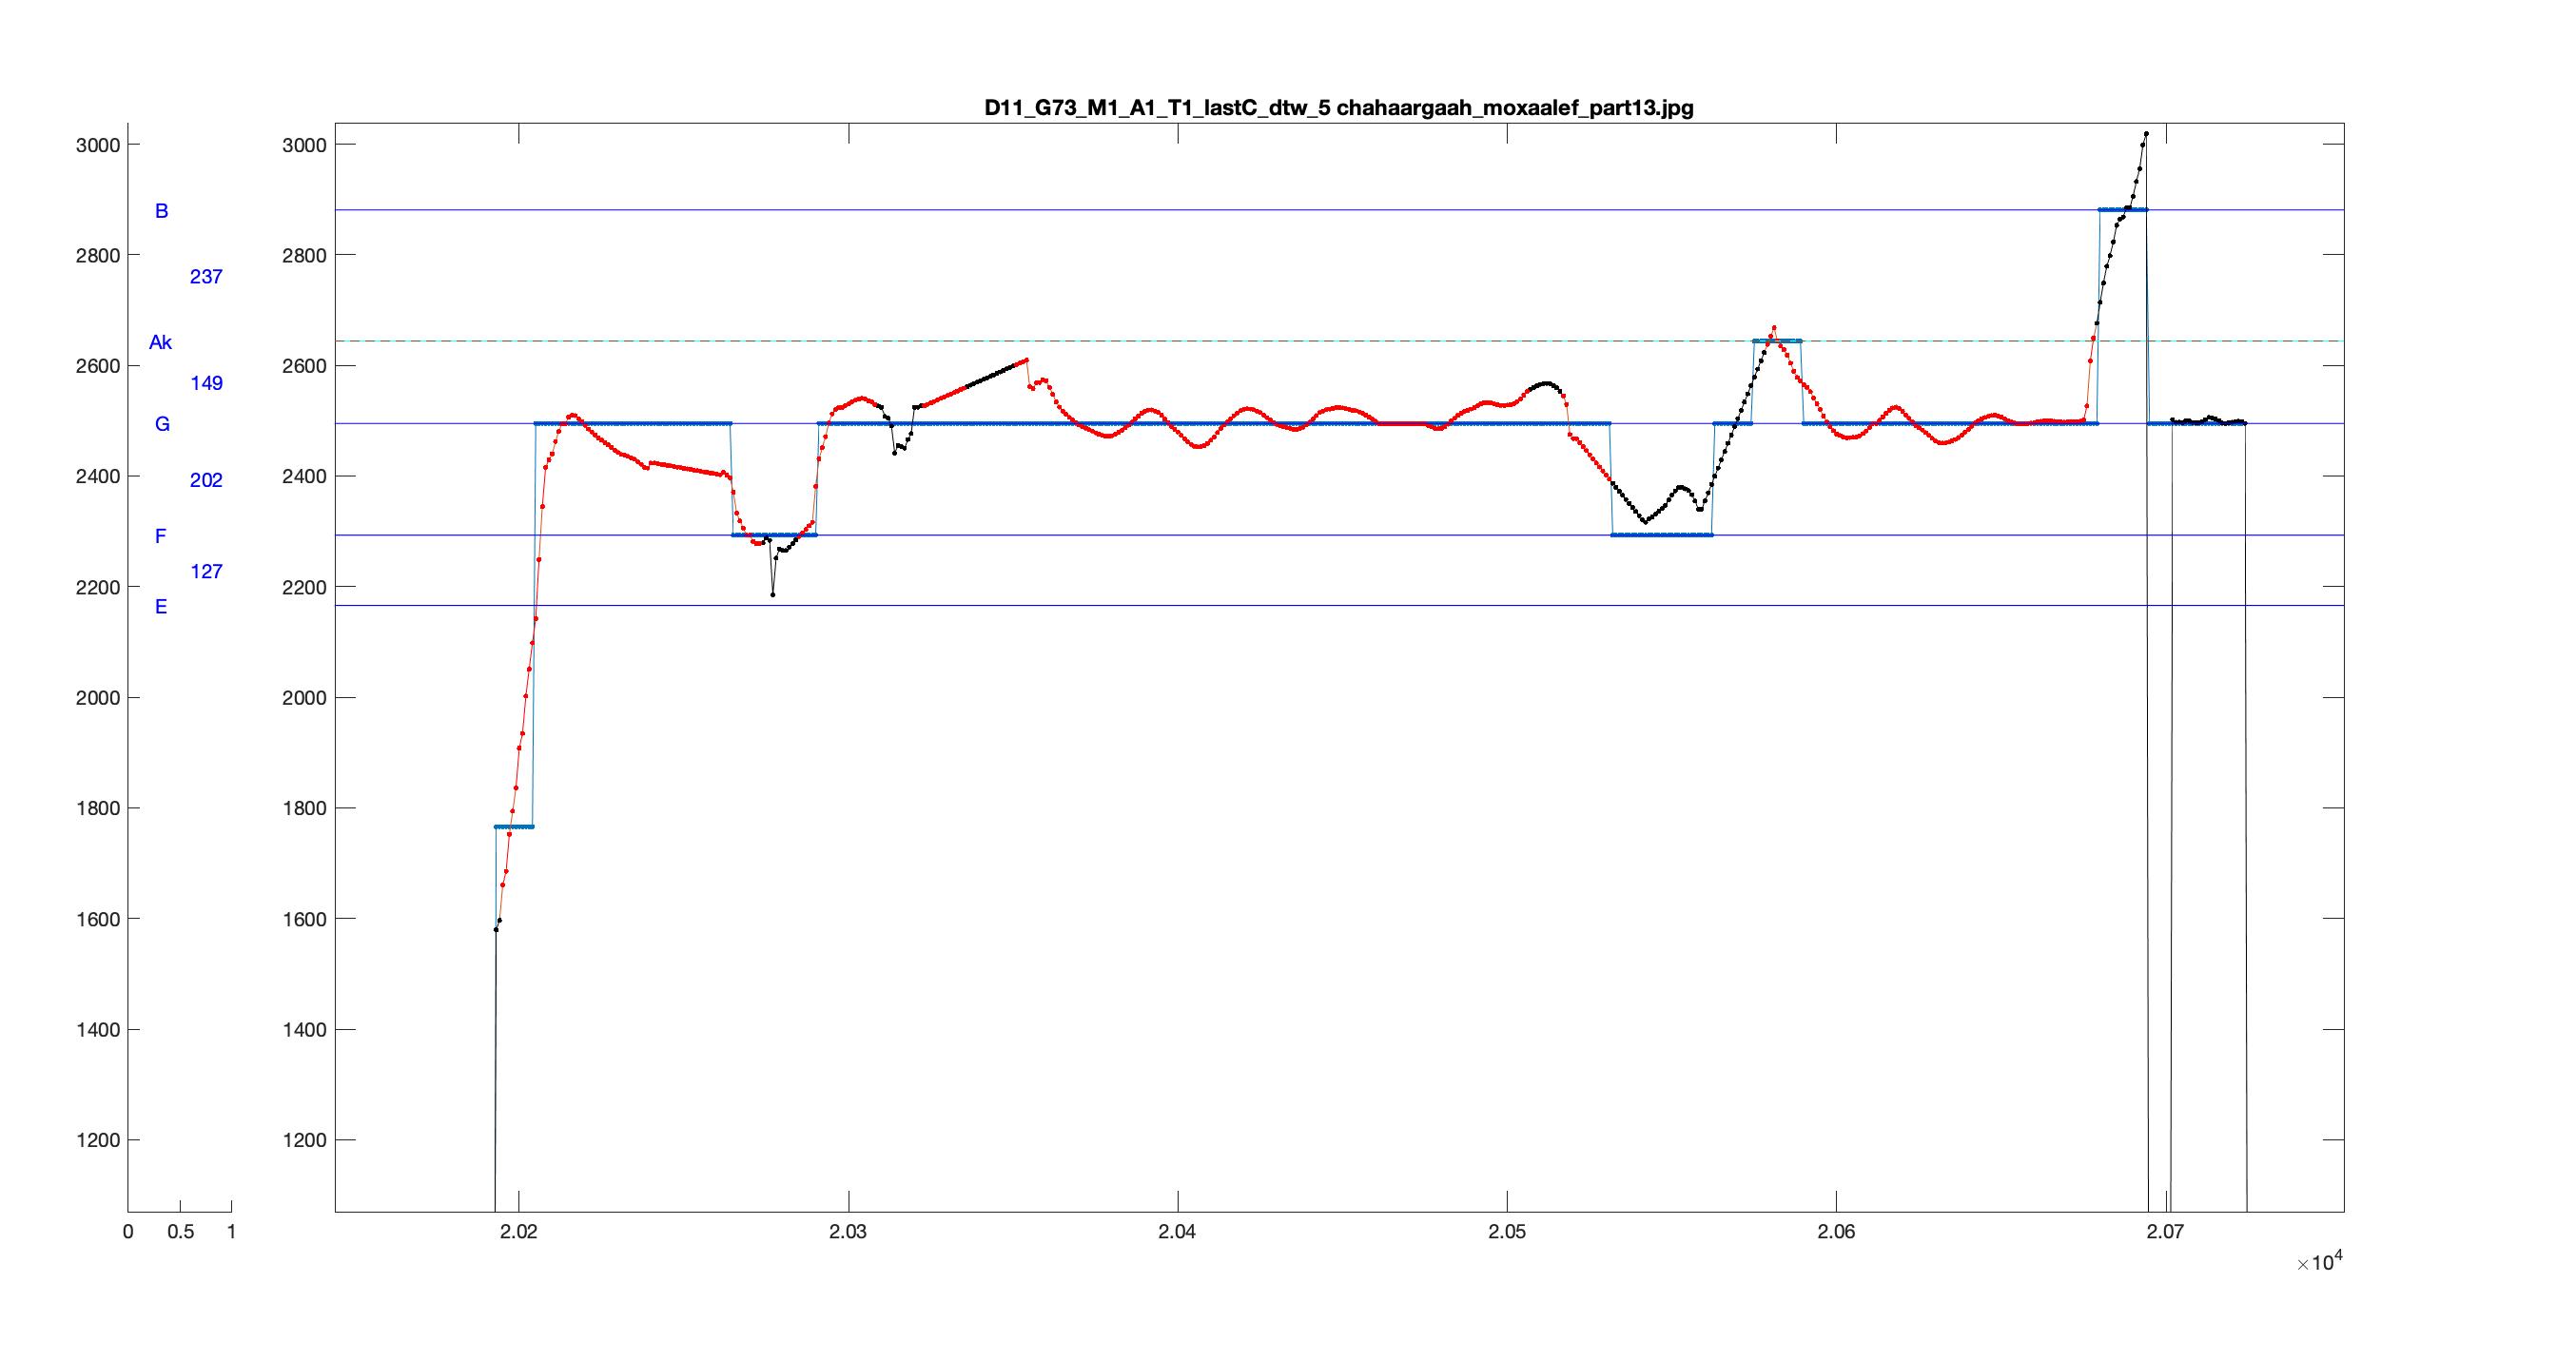 D11_G73_M1_A1_T1_lastC_dtw_5 chahaargaah_moxaalef_part13.jpg
3000 3000
B
2800 2800
237
Ak
2600 2600
149
G
2400 2400
202
F
127
2200 2200
E
2000 2000
1800 1800
1600 1600
1400 1400
1200 1200
0 0.5 1 2.02 2.03 2.04 2.05 2.06 2.07
×10⁴